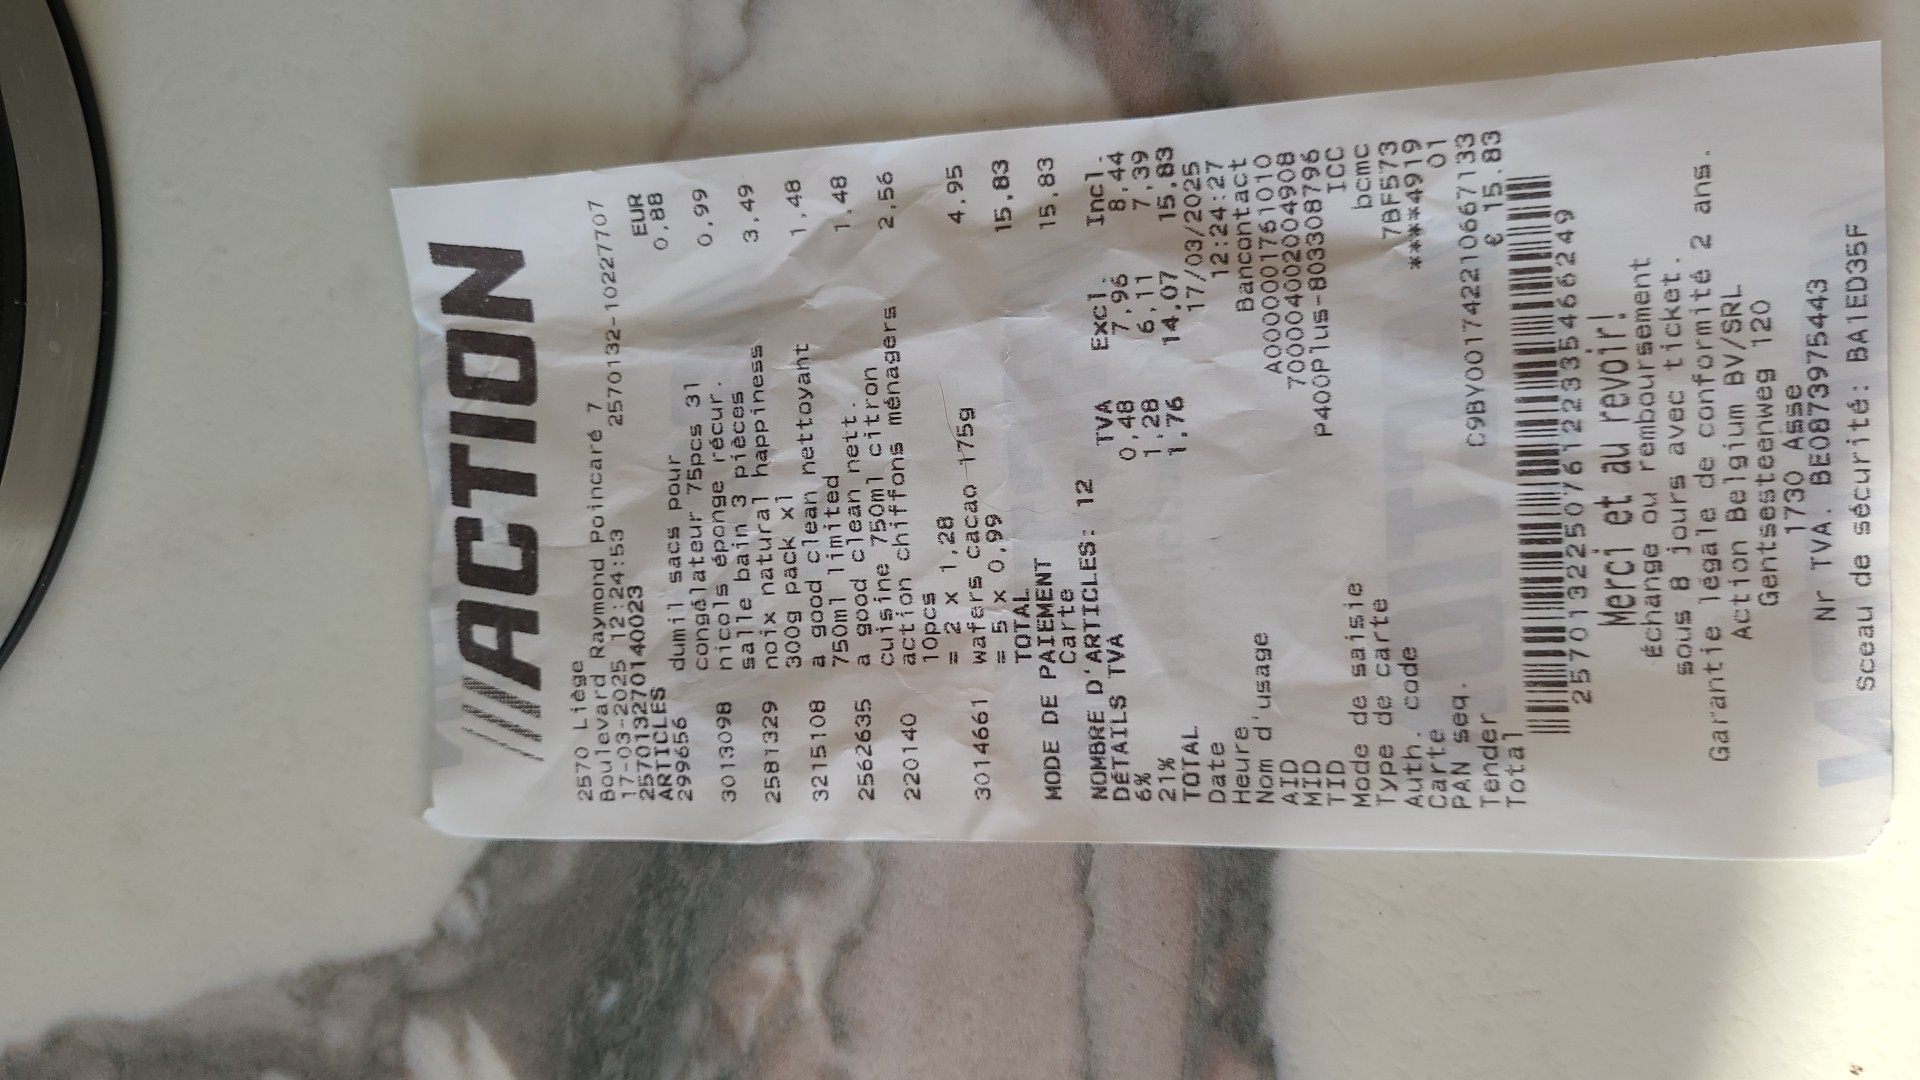 ACTION
2570 Liège
Boulevard Raymond Poincaré 7
17-03-2025 12:24:53 2570132-10227707
257013270140023
ARTICLES EUR
299656 dumil sacs pour 0,88
congélateur 75pcs 31
3013098 nicols éponge récur. 0,99
salle bain 3 pièces
2581329 noix natural happiness 3,49
300g pack x1
3215108 a good clean nettoyant 1,48
750ml limited
2562635 a good clean nett. 1,48
cuisine 750ml citron
220140 action chiffons ménagers 2,56
10pcs
= 2 x 1,28
3014661 wafers cacao 175g 4,95
= 5 x 0,99
TOTAL 15,83
MODE DE PAIEMENT
Carte 15,83
NOMBRE D'ARTICLES: 12
DÉTAILS TVA TVA Excl. Incl.
6% 0,48 7,96 8,44
21% 1,28 6,11 7,39
TOTAL 1,76 14,07 15,83
Date 17/03/2025
Heure 12:24:27
Nom d'usage Bancontact
AID A0000001761010
MID 7000040020004908
TID P400Plus-803308796
ICC
Mode de saisie
Type de carte bcmc
Auth. code 7BF573
Carte ****4919
PAN seq. 01
Tender C9BY001742210667133
Total € 15.83
2570132250761223354666249
Merci et au revoir!
Échange ou remboursement
sous 8 jours avec ticket.
Garantie légale de conformité 2 ans.
Action Belgium BV/SRL
Gentsesteenweg 120
1730 Asse
Nr TVA. BE0873975443
sceau de sécurité: BA1ED35F